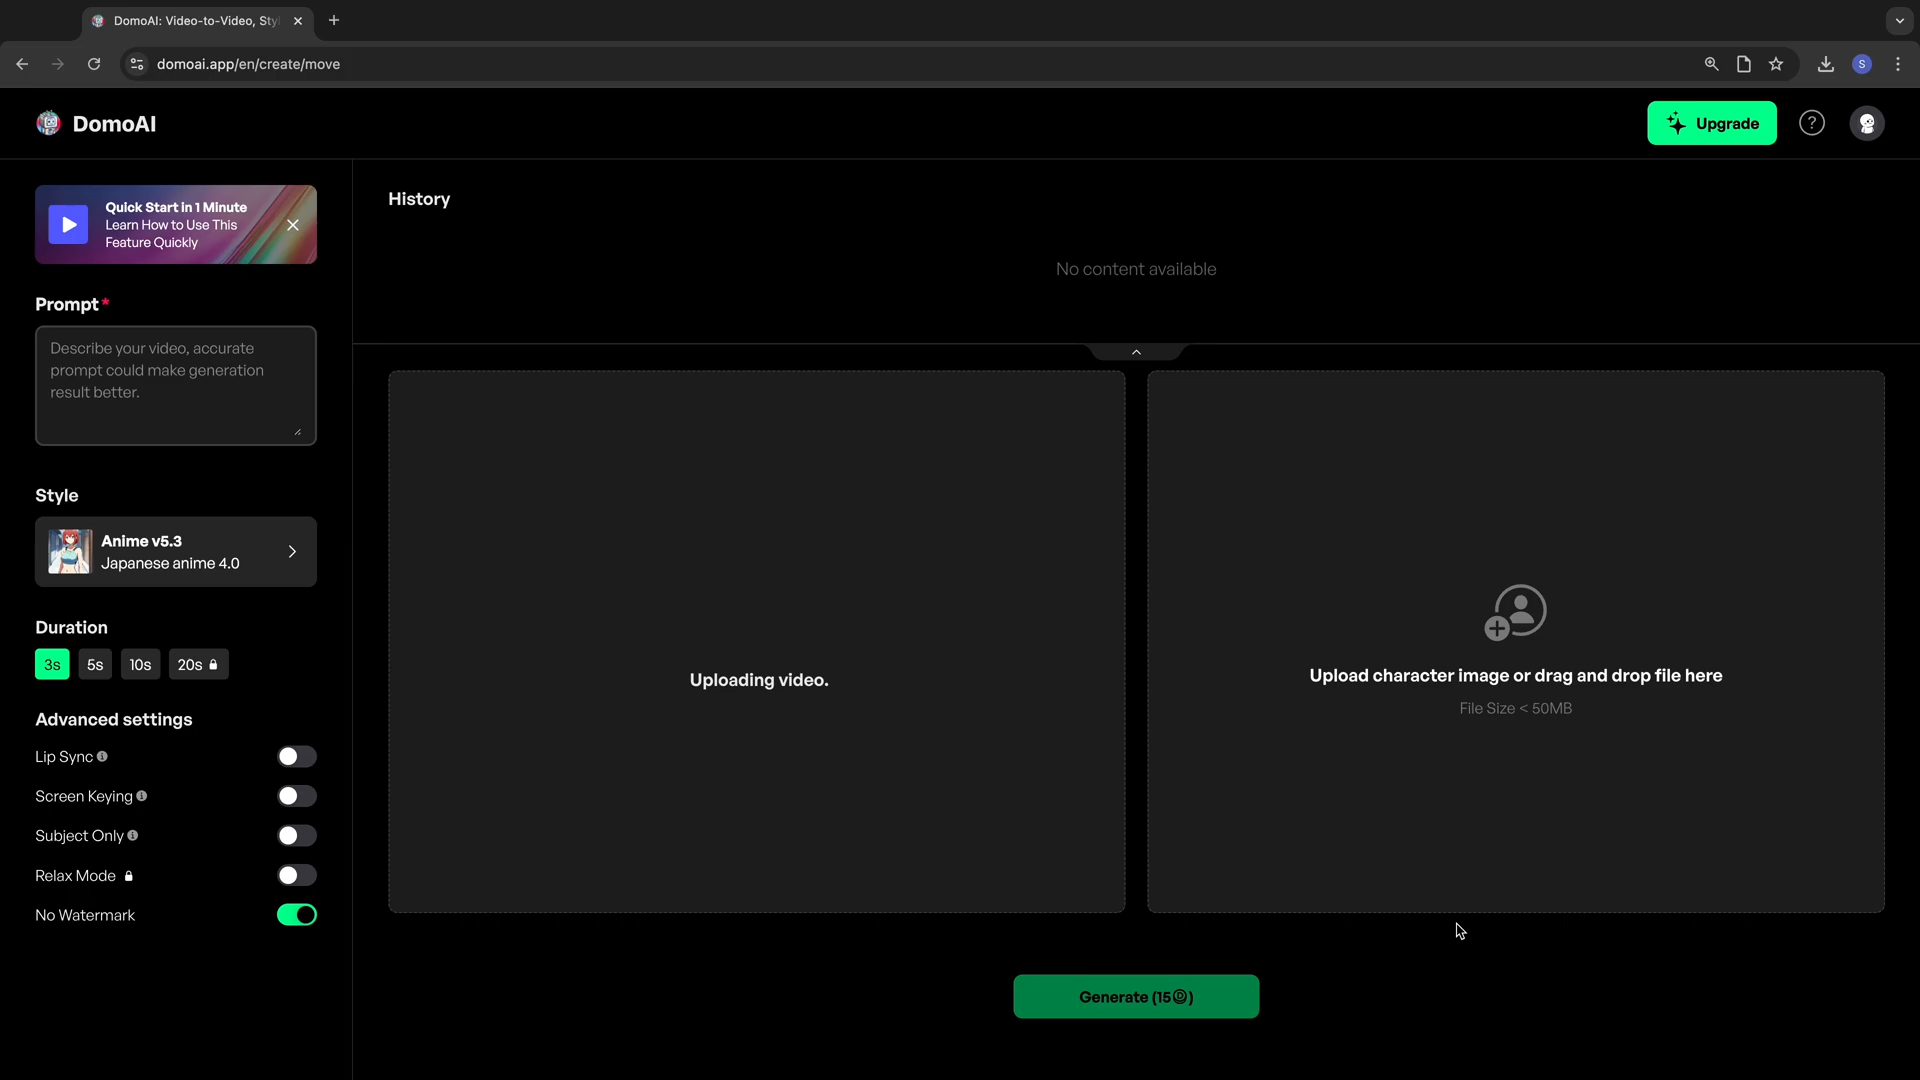 DomoAI: Video-to-Video, Sty
domoai.app/en/create/move
S
DomoAI
Upgrade
?
Quick Start in 1 Minute
Learn How to Use This
Feature Quickly
History
No content available
Prompt*
Describe your video, accurate
prompt could make generation
result better.
Style
Anime v5.3
Japanese anime 4.0
Duration
3s
5s
10s
20s
Advanced settings
Lip Sync
Screen Keying
Subject Only
Relax Mode
No Watermark
Uploading video.
Upload character image or drag and drop file here
File Size < 50MB
Generate (15)